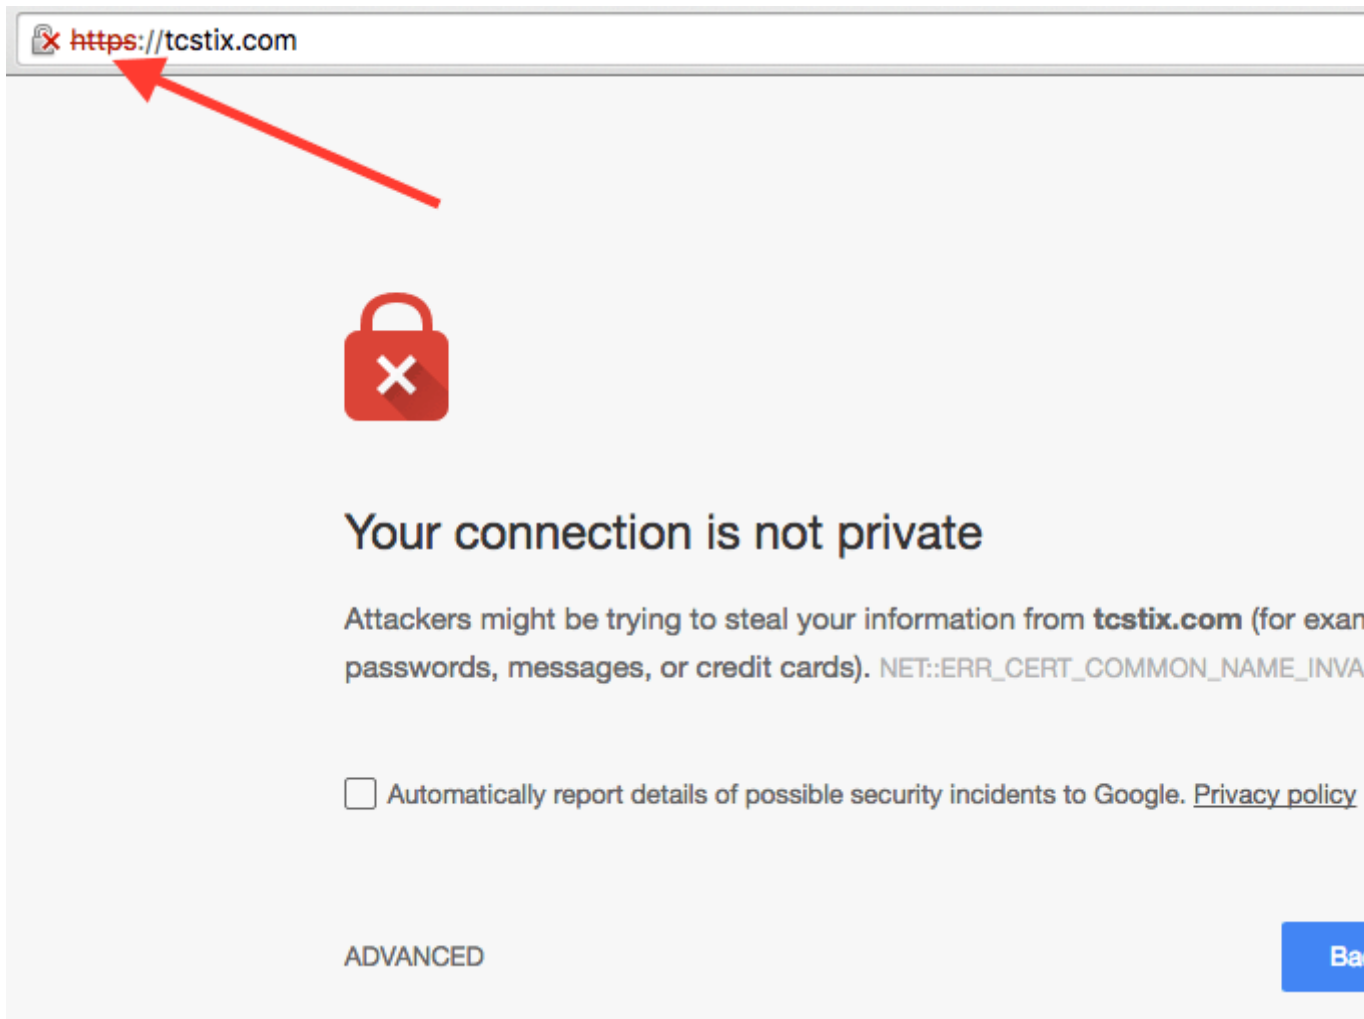 https://tcstix.com
Your connection is not private
Attackers might be trying to steal your information from tcstix.com (for
passwords, messages, or credit cards). NET::ERR_CERT_COMMON_NAME_INVA
Automatically report details of possible security incidents to Google. Privacy policy
ADVANCED